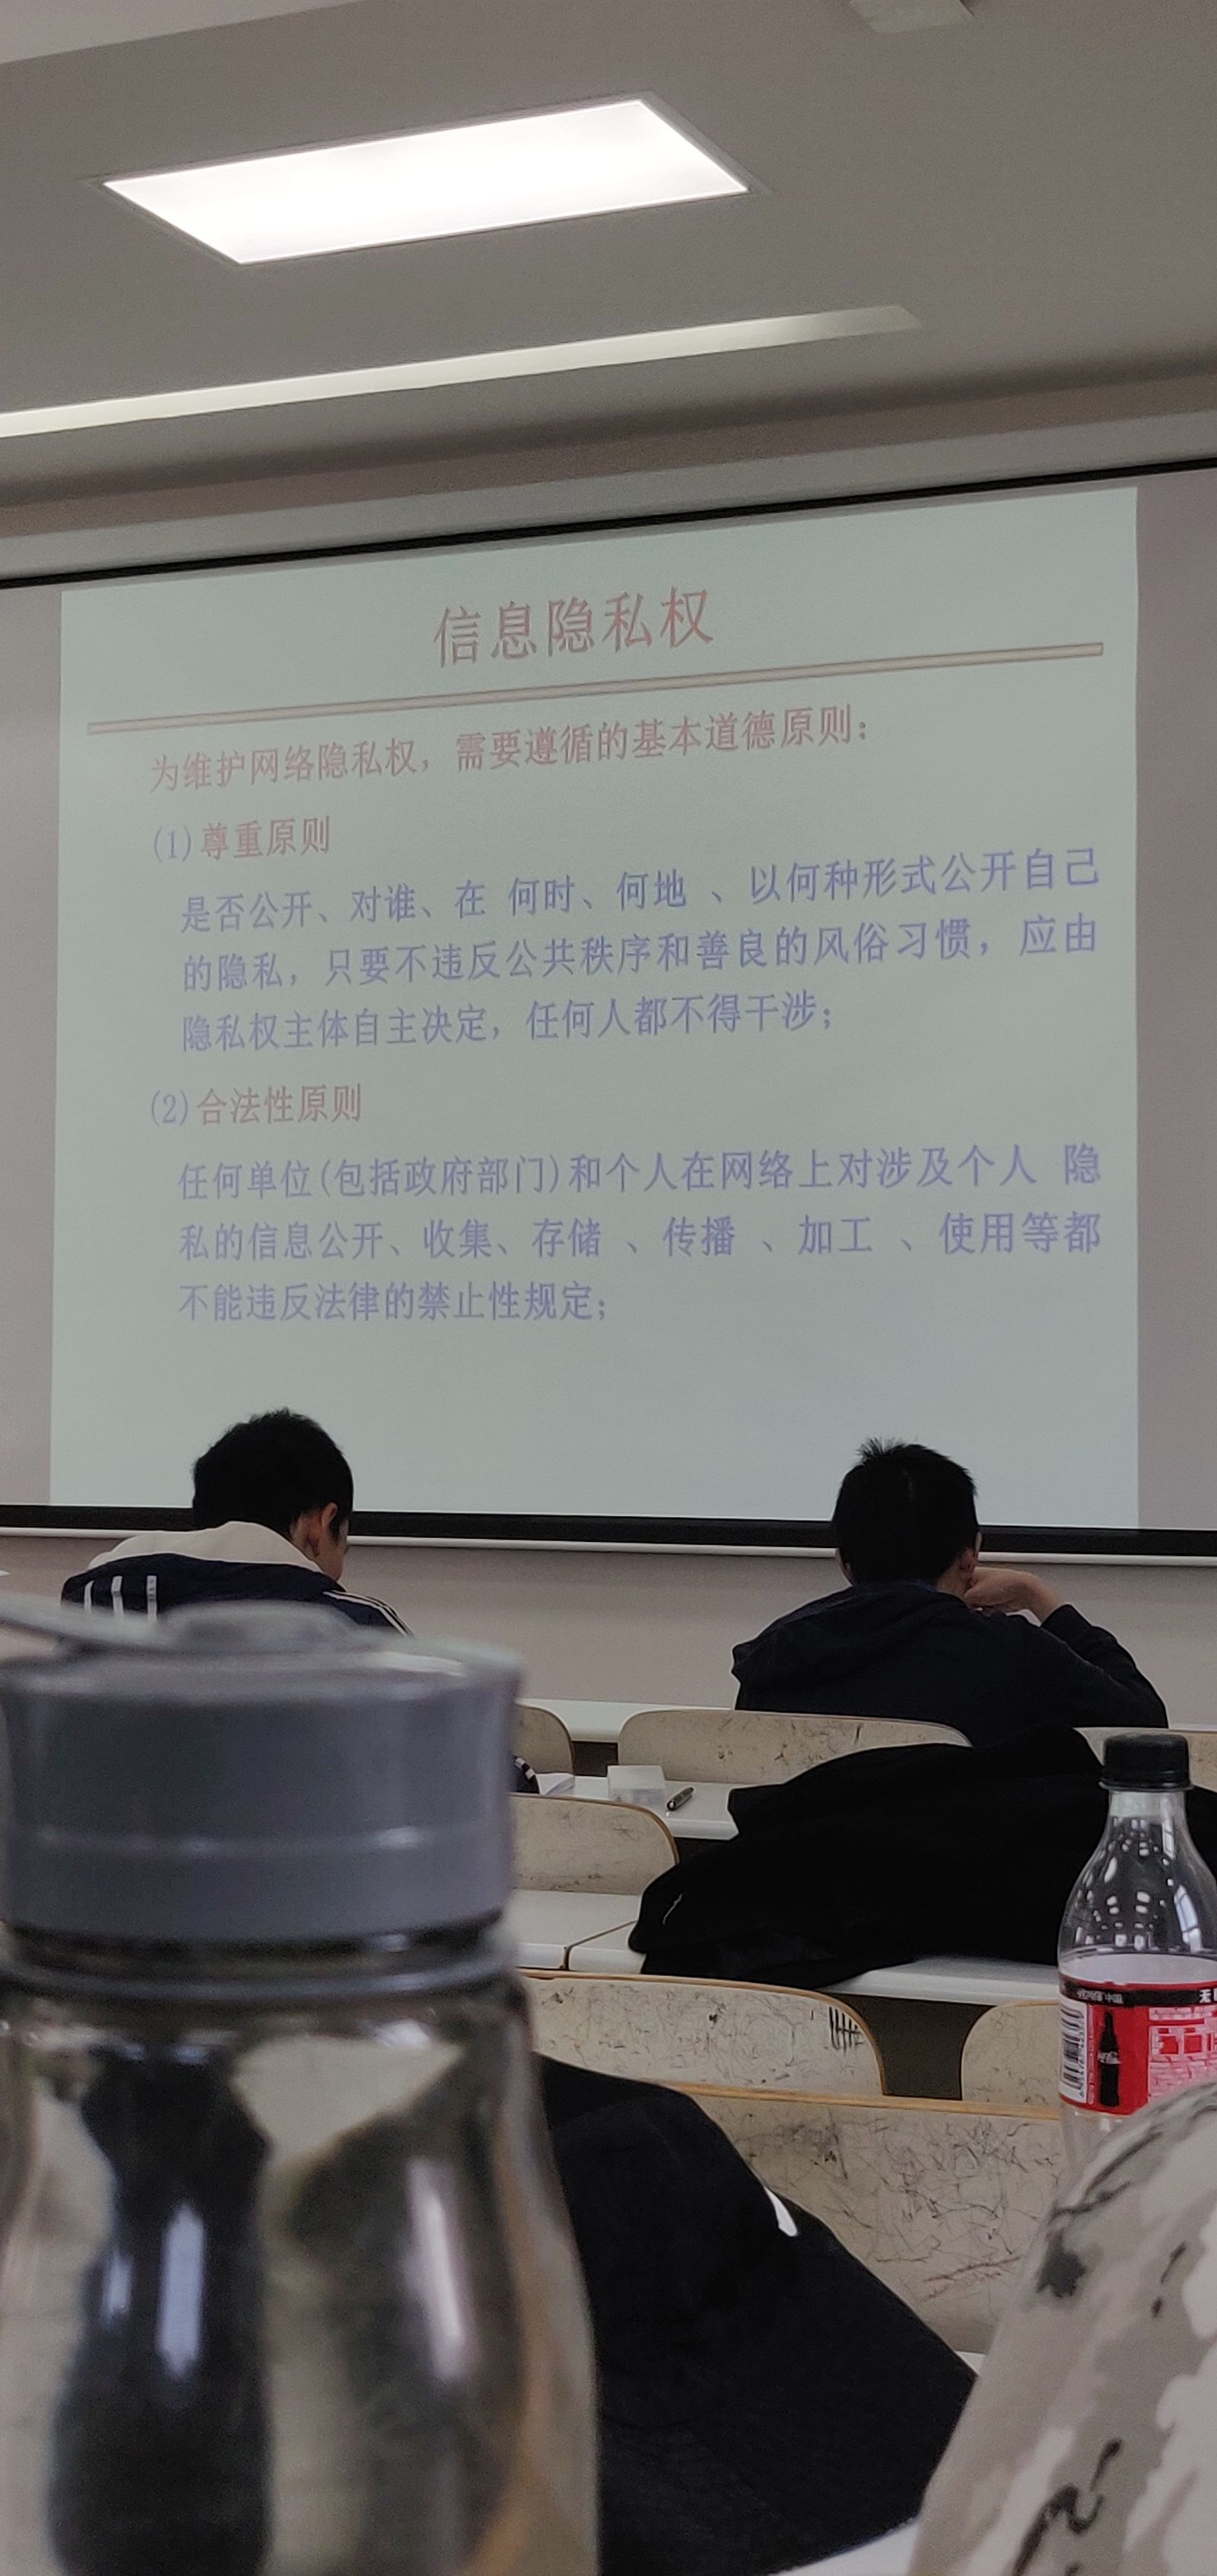 信息隐私权
为维护网络隐私权，需要遵循的基本道德原则：
(1)尊重原则
是否公开、对谁、在 何时、何地 、以何种形式公开自己
的隐私，只要不违反公共秩序和善良的风俗习惯，应由
隐私权主体自主决定，任何人都不得干涉；
(2)合法性原则
任何单位(包括政府部门)和个人在网络上对涉及个人 隐
私的信息公开、收集、存储 、传播 、加工 、使用等都
不能违反法律的禁止性规定；